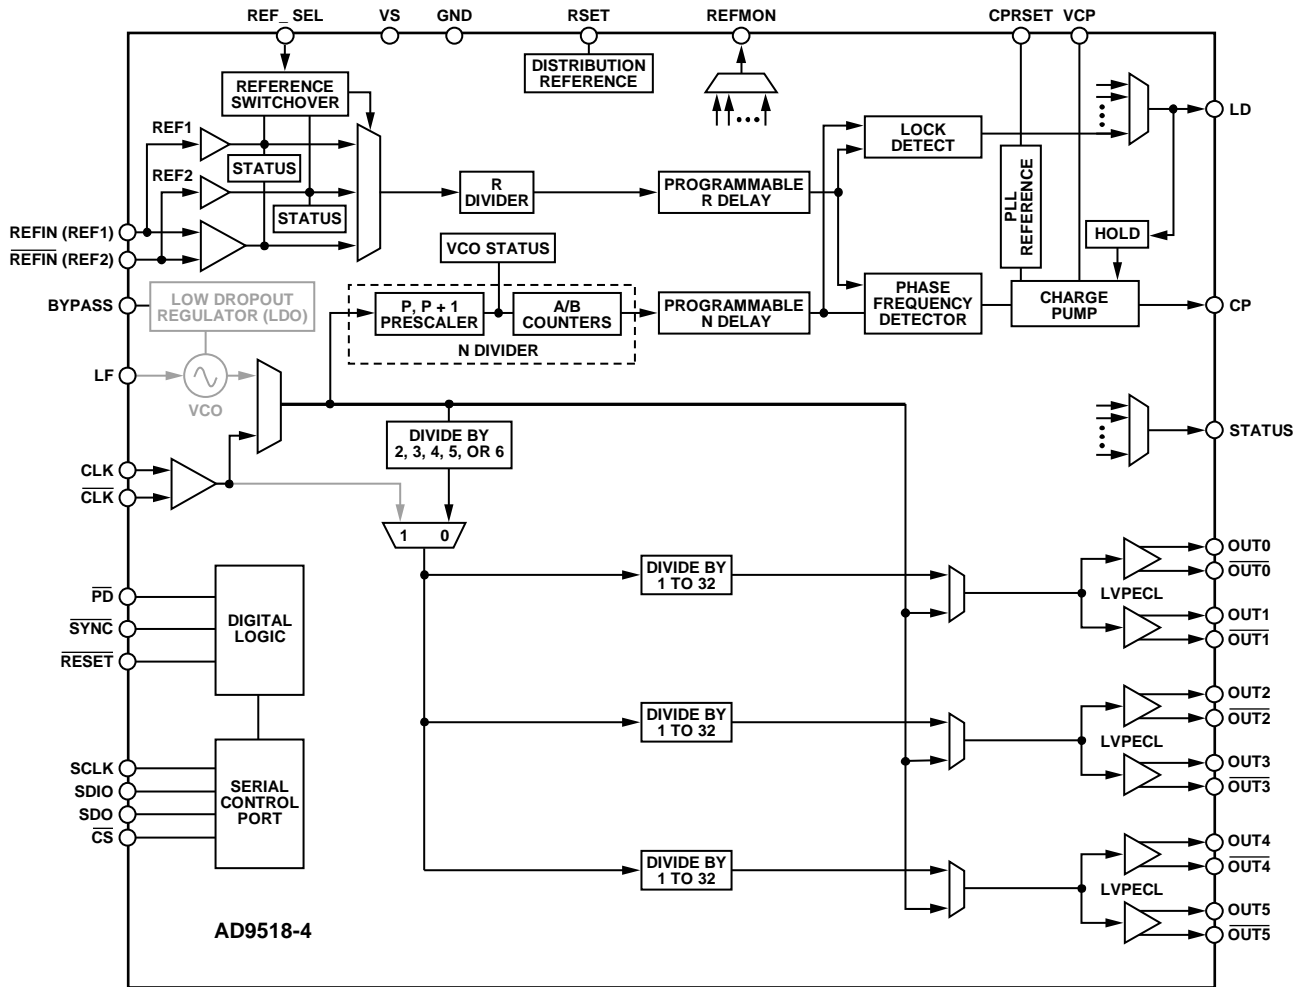 REF_ SEL
VS
GND
RSET
REFMON
CPRSET
VCP
DISTRIBUTION
REFERENCE
REFERENCE
SWITCHOVER
REF1
STATUS
REF2
STATUS
REFIN (REF1)
REFIN (REF2)
BYPASS
LF
R
DIVIDER
PROGRAMMABLE
R DELAY
LOCK
DETECT
PLL
REFERENCE
HOLD
LD
VCO STATUS
LOW DROPOUT
REGULATOR (LDO)
P, P + 1
PRESCALER
A/B
COUNTERS
N DIVIDER
PROGRAMMABLE
N DELAY
PHASE
FREQUENCY
DETECTOR
CHARGE
PUMP
CP
VCO
STATUS
DIVIDE BY
2, 3, 4, 5, OR 6
CLK
CLK
1 0
DIVIDE BY
1 TO 32
LVPECL
OUT0
OUT0
OUT1
OUT1
PD
SYNC
RESET
DIGITAL
LOGIC
DIVIDE BY
1 TO 32
LVPECL
OUT2
OUT2
OUT3
OUT3
SCLK
SDIO
SDO
CS
SERIAL
CONTROL
PORT
DIVIDE BY
1 TO 32
LVPECL
OUT4
OUT4
OUT5
OUT5
AD9518-4